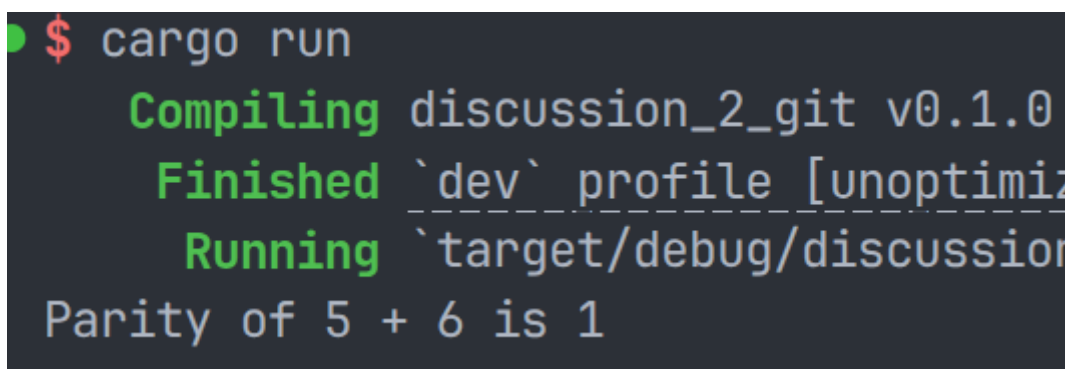 $ cargo run
Compiling discussion_2_git v0.1.0
Finished `dev` profile [unoptimiz
Running `target/debug/discussion
Parity of 5 + 6 is 1